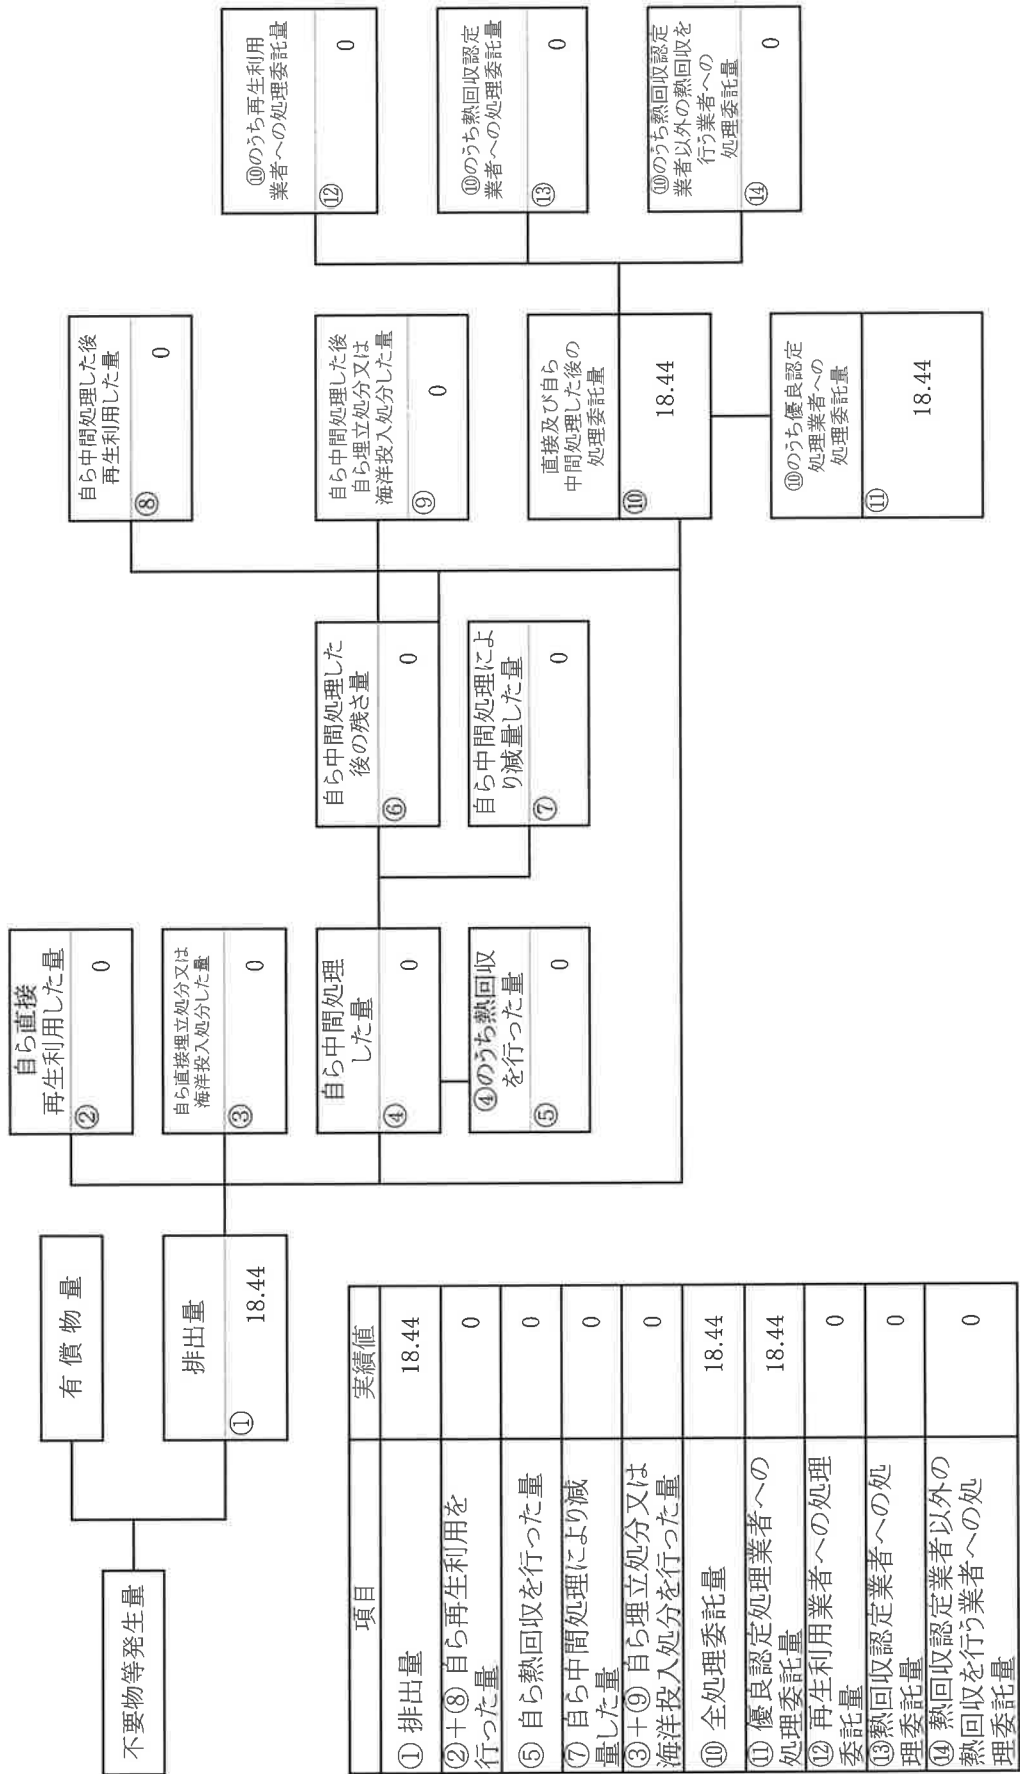 不要物等発生量
有償物量
排出量
①
18.44
自ら直接
再生利用した量
②
0
自ら直接埋立処分又は
海洋投入処分した量
③
0
自ら中間処理
した量
④
0
④のうち熱回収
を行った量
⑤
0
自ら中間処理した
後の残さ量
⑥
0
自ら中間処理によ
り減量した量
⑦
0
自ら中間処理した後
再生利用した量
⑧
0
自ら中間処理した後
自ら埋立処分又は
海洋投入処分した量
⑨
0
直接及び自ら
中間処理した後の
処理委託量
⑩
18.44
⑩のうち優良認定
処理業者への
処理委託量
⑪
18.44
⑩のうち再生利用
業者への処理委託量
⑫
0
⑩のうち熱回収認定
業者への処理委託量
⑬
0
⑩のうち熱回収認定
業者以外の熱回収を
行う業者への
処理委託量
⑭
0
項目 実績値
①排出量 18.44
②+⑧ 自ら再生利用を
行った量 0
⑤ 自ら熱回収を行った量 0
⑦ 自ら中間処理により減
量した量 0
③+⑨ 自ら埋立処分又は
海洋投入処分を行った量 0
⑩ 全処理委託量 18.44
⑪ 優良認定処理業者への
処理委託量 18.44
⑫ 再生利用業者への処理
委託量 0
⑬熱回収認定業者への処
理委託量 0
⑭ 熱回収認定業者以外の
熱回収を行う業者への処
理委託量 0